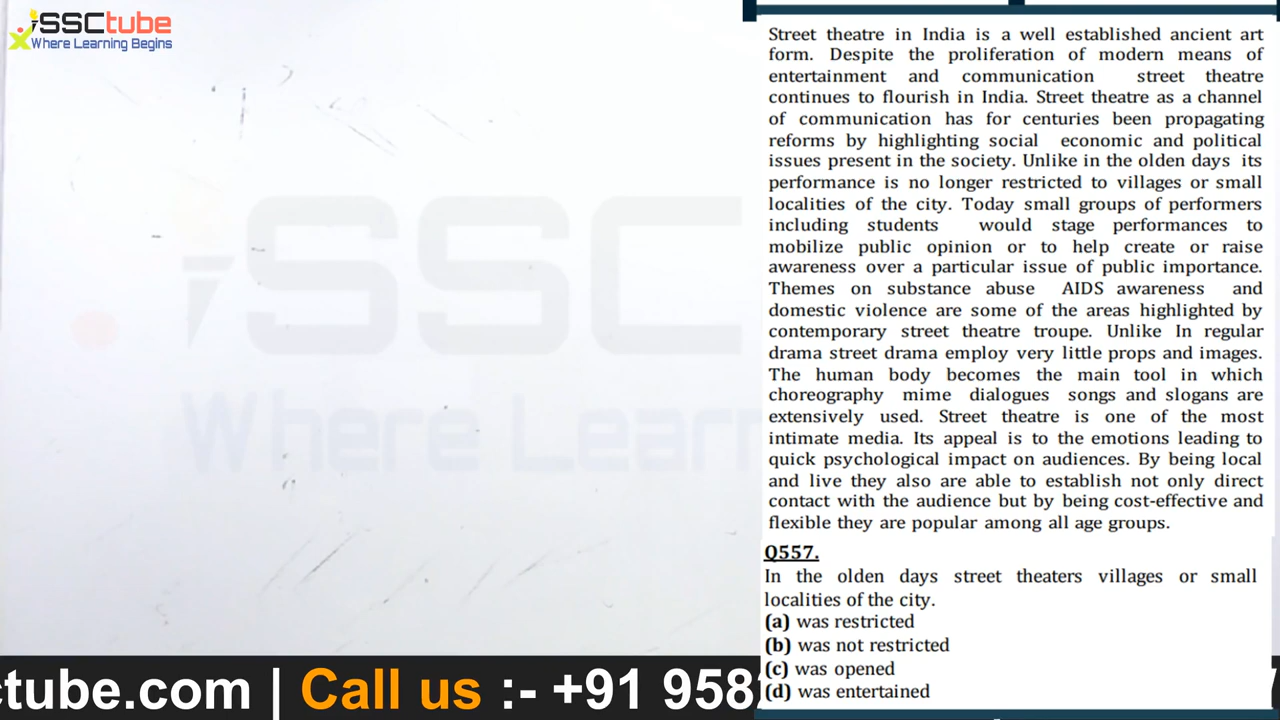 iSSCtube
Where Learning Begins
Street theatre in India is a well established ancient art
form. Despite the proliferation of modern means of
entertainment and communication street theatre
continues to flourish in India. Street theatre as a channel
of communication has for centuries been propagating
reforms by highlighting social economic and political
issues present in the society. Unlike in the olden days its
performance is no longer restricted to villages or small
localities of the city. Today small groups of performers
including students would stage performances to
mobilize public opinion or to help create or raise
awareness over a particular issue of public importance.
Themes on substance abuse AIDS awareness and
domestic violence are some of the areas highlighted by
contemporary street theatre troupe. Unlike In regular
drama street drama employ very little props and images.
The human body becomes the main tool in which
choreography mime dialogues songs and slogans are
extensively used. Street theatre is one of the most
intimate media. Its appeal is to the emotions leading to
quick psychological impact on audiences. By being local
and live they also are able to establish not only direct
contact with the audience but by being cost-effective and
flexible they are popular among all age groups.
Q557.
In the olden days street theaters villages or small
localities of the city.
(a) was restricted
(b) was not restricted
(c) was opened
(d) was entertained
iSSC
Where Learn
ctube.com | Call us :- +91 958